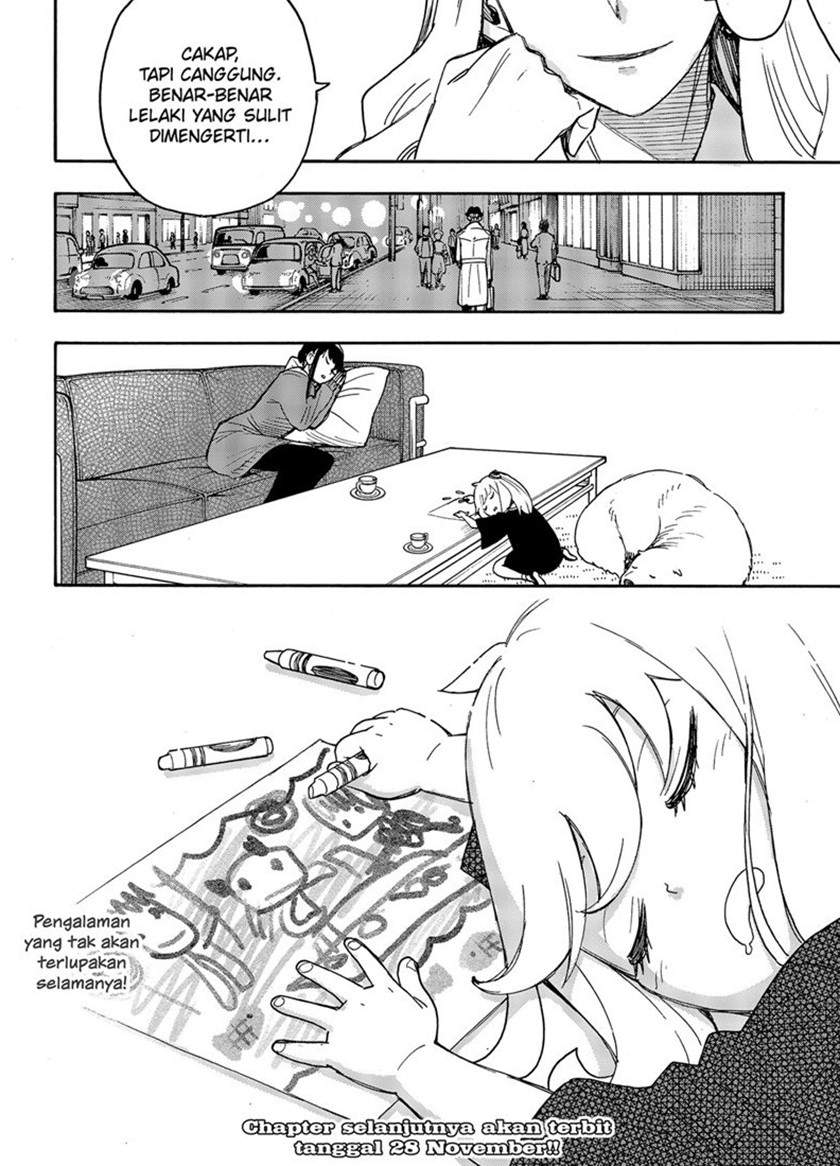 CAKAP,
TAPI CANGGUNG.
BENAR-BENAR
LELAKI YANG SULIT
DIMENGERTI...
Pengalaman
yang tak akan
terlupakan
selamanya!
Chapter selanjutnya akan terbit
tanggal 28 November!!